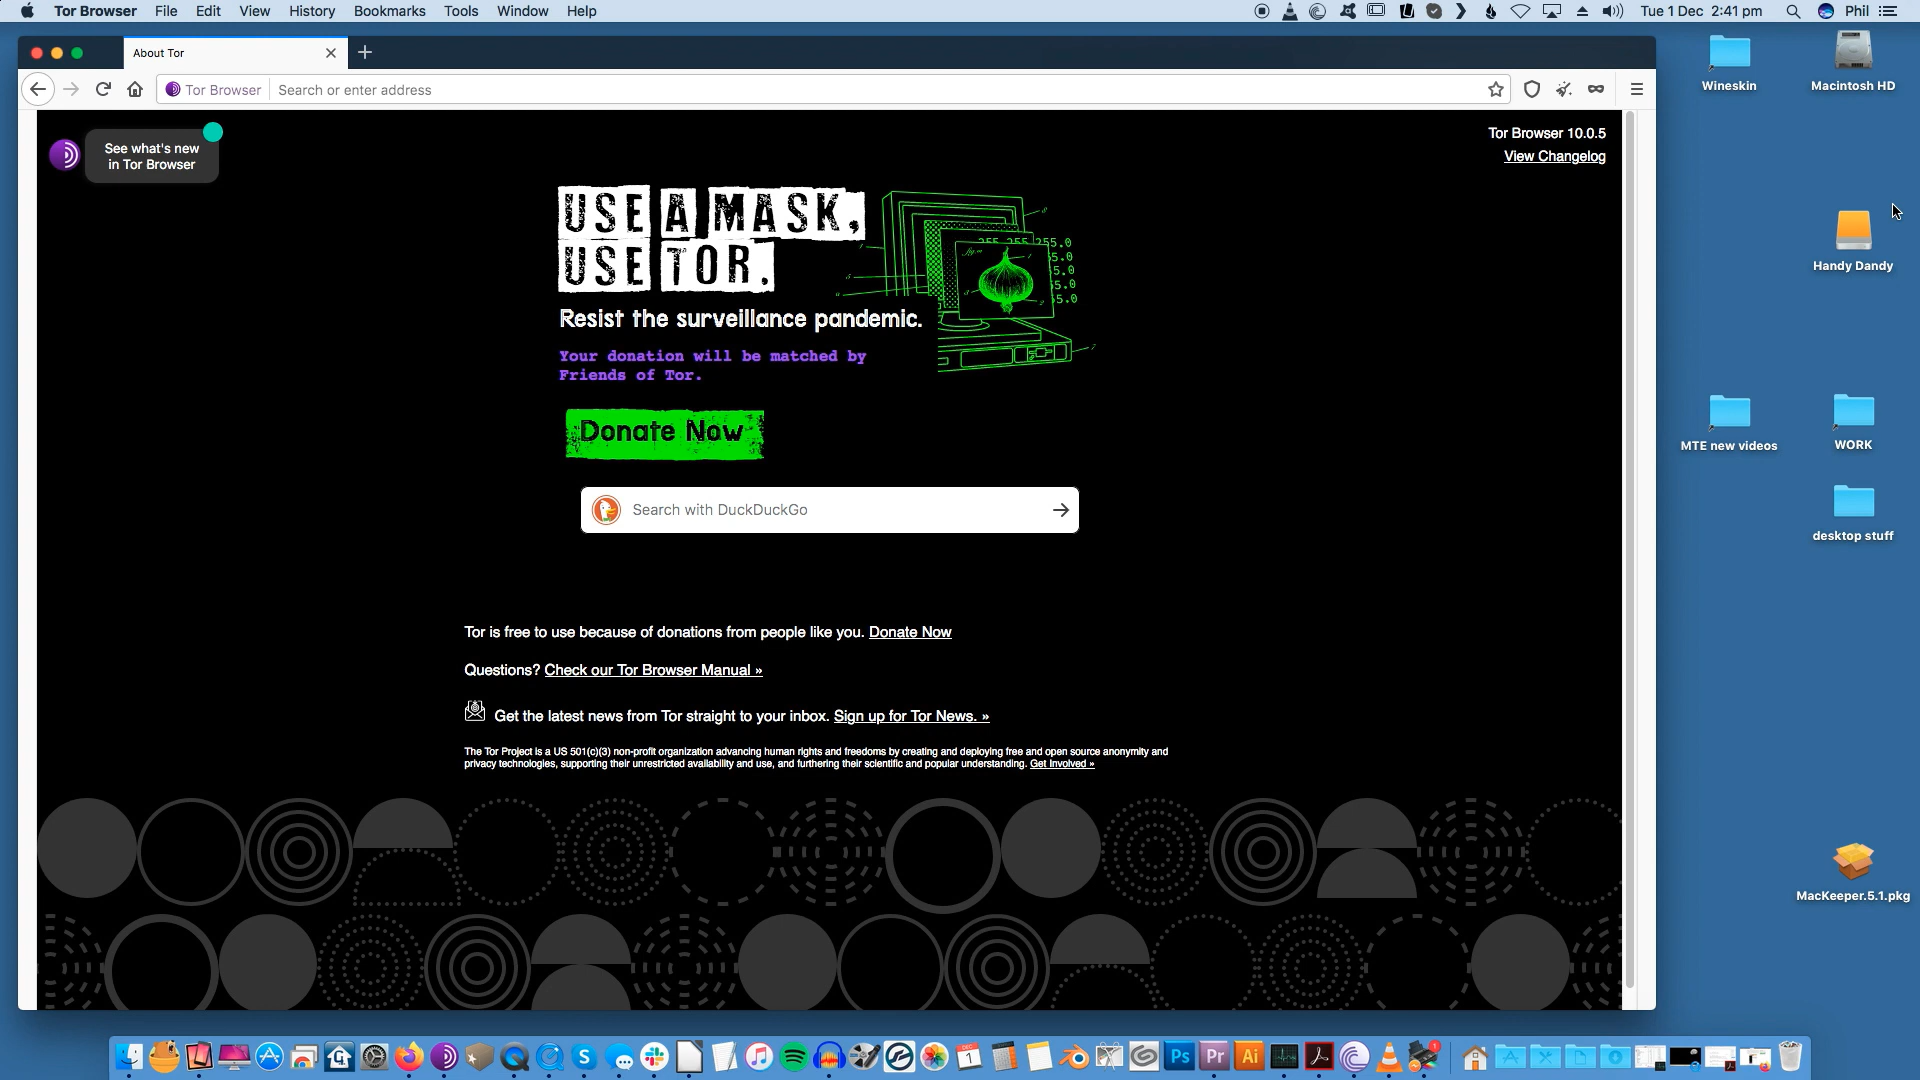 Tor Browser File Edit View History Bookmarks Tools Window Help
Tue 1 Dec 2:41 pm Phil
About Tor
Tor Browser Search or enter address
See what's new
in Tor Browser
Tor Browser 10.0.5
View Changelog
USE A MASK,
USE TOR.
Resist the surveillance pandemic.
Your donation will be matched by
Friends of Tor.
Donate Now
Search with DuckDuckGo
Tor is free to use because of donations from people like you. Donate Now
Questions? Check our Tor Browser Manual »
Get the latest news from Tor straight to your inbox. Sign up for Tor News. »
The Tor Project is a US 501(c)(3) non-profit organization advancing human rights and freedoms by creating and deploying free and open source anonymity and
privacy technologies, supporting their unrestricted availability and use, and furthering their scientific and popular understanding. Get Involved »
Wineskin
Macintosh HD
Handy Dandy
MTE new videos
WORK
desktop stuff
MacKeeper.5.1.pkg
Ps
Pr
Ai